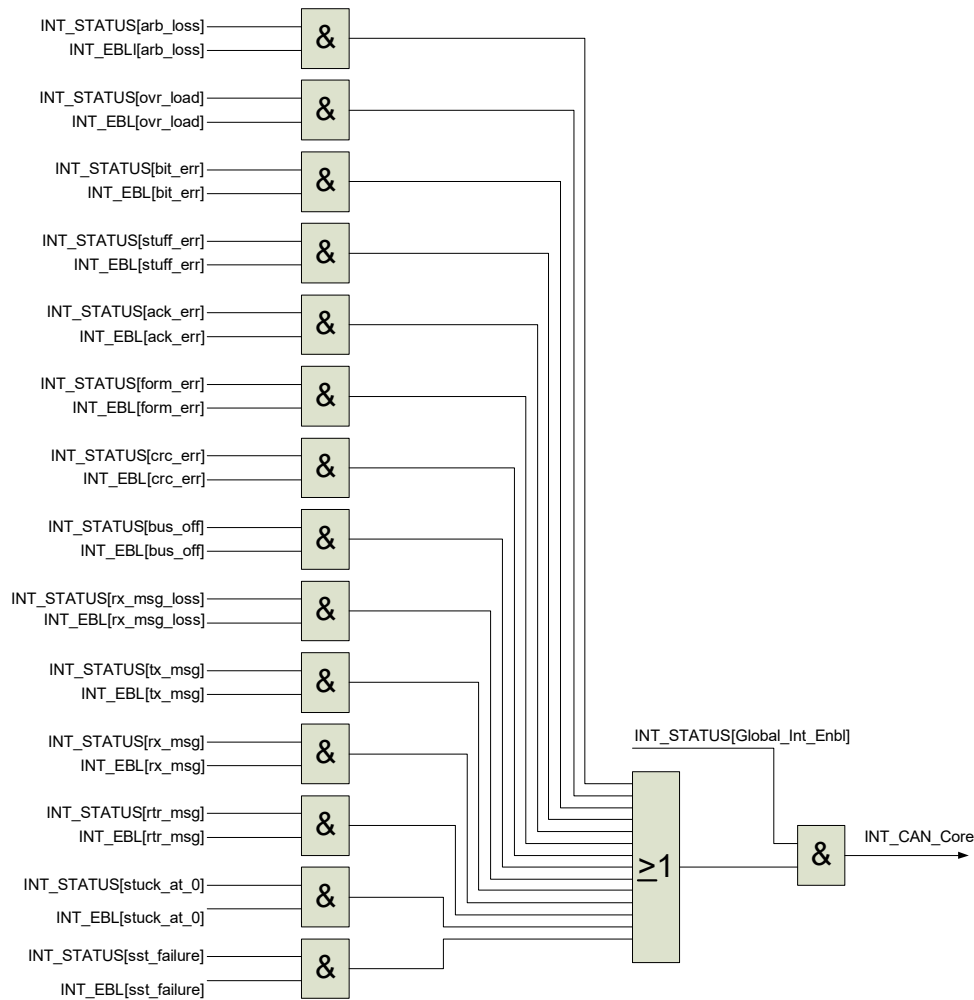 INT_STATUS[arb_loss]
INT_EBLI[arb_loss]
&
INT_STATUS[ovr_load]
INT_EBL[ovr_load]
&
INT_STATUS[bit_err]
INT_EBL[bit_err]
&
INT_STATUS[stuff_err]
INT_EBL[stuff_err]
&
INT_STATUS[ack_err]
INT_EBL[ack_err]
&
INT_STATUS[form_err]
INT_EBL[form_err]
&
INT_STATUS[crc_err]
INT_EBL[crc_err]
&
INT_STATUS[bus_off]
INT_EBL[bus_off]
&
INT_STATUS[rx_msg_loss]
INT_EBL[rx_msg_loss]
&
INT_STATUS[tx_msg]
INT_EBL[tx_msg]
&
INT_STATUS[rx_msg]
INT_EBL[rx_msg]
&
INT_STATUS[rtr_msg]
INT_EBL[rtr_msg]
&
INT_STATUS[stuck_at_0]
INT_EBL[stuck_at_0]
&
INT_STATUS[sst_failure]
INT_EBL[sst_failure]
&
INT_STATUS[Global_Int_Enbl]
≥1
&
INT_CAN_Core